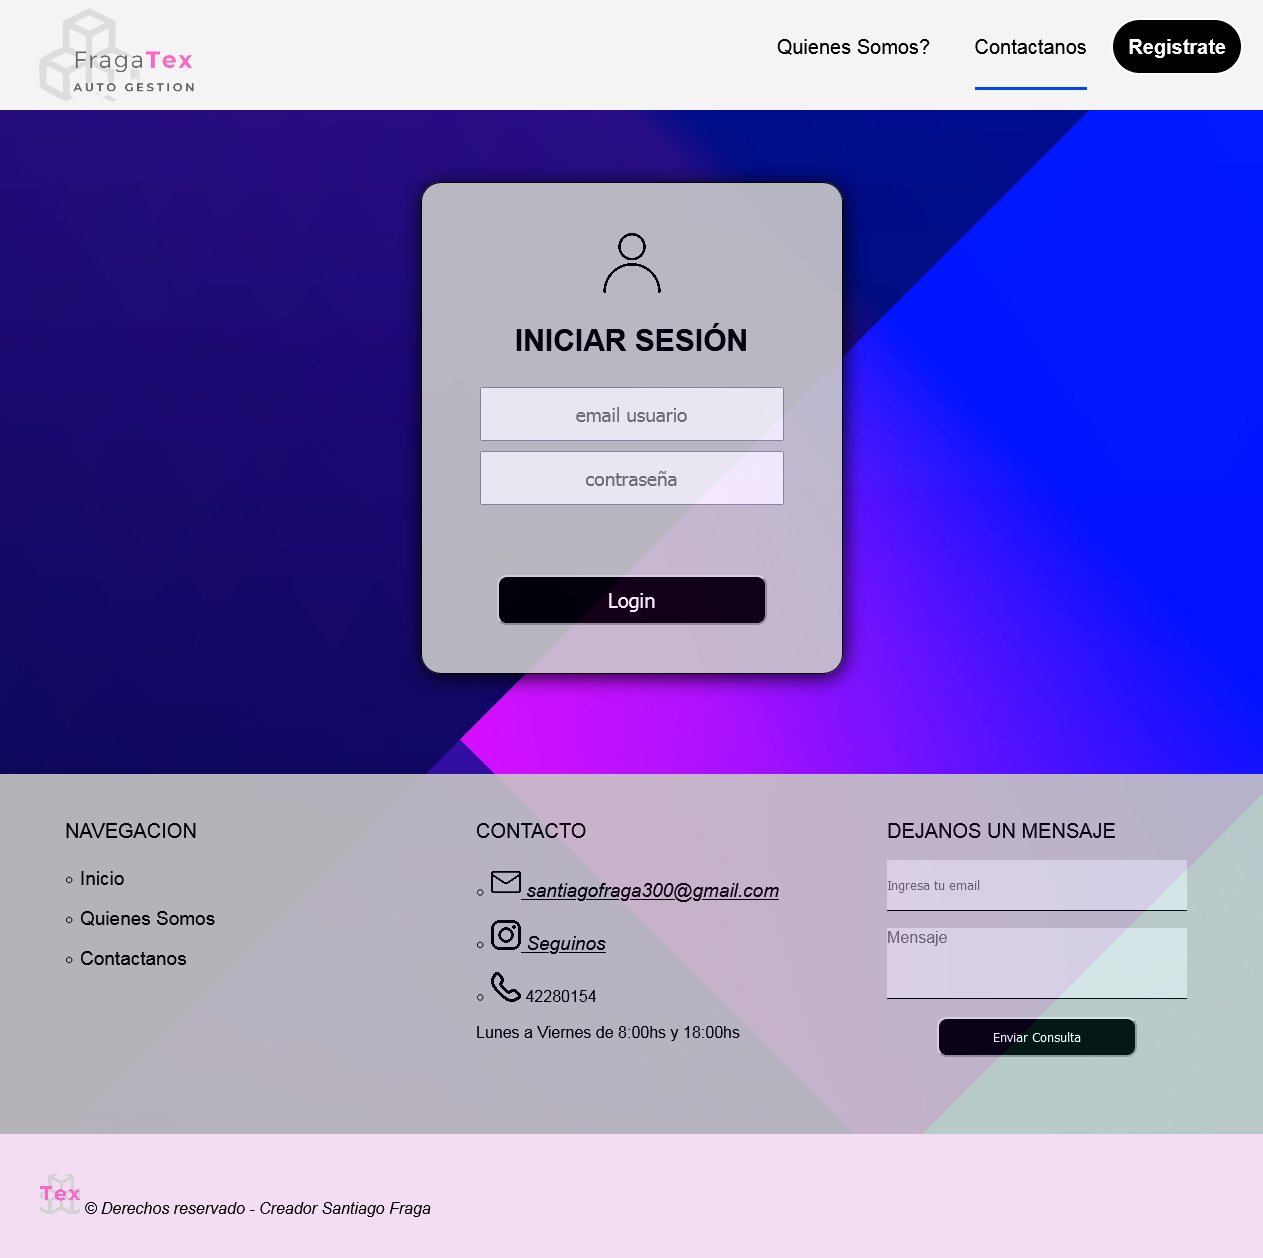 FragaTex
AUTO GESTION
Quienes Somos?
Contactanos
Registrate
INICIAR SESIÓN
email usuario
contraseña
Login
NAVEGACION
Inicio
Quienes Somos
Contactanos
CONTACTO
santiagofraga300@gmail.com
Seguinos
42280154
Lunes a Viernes de 8:00hs y 18:00hs
DEJANOS UN MENSAJE
Ingresa tu email
Mensaje
Enviar Consulta
Tex
© Derechos reservado - Creador Santiago Fraga